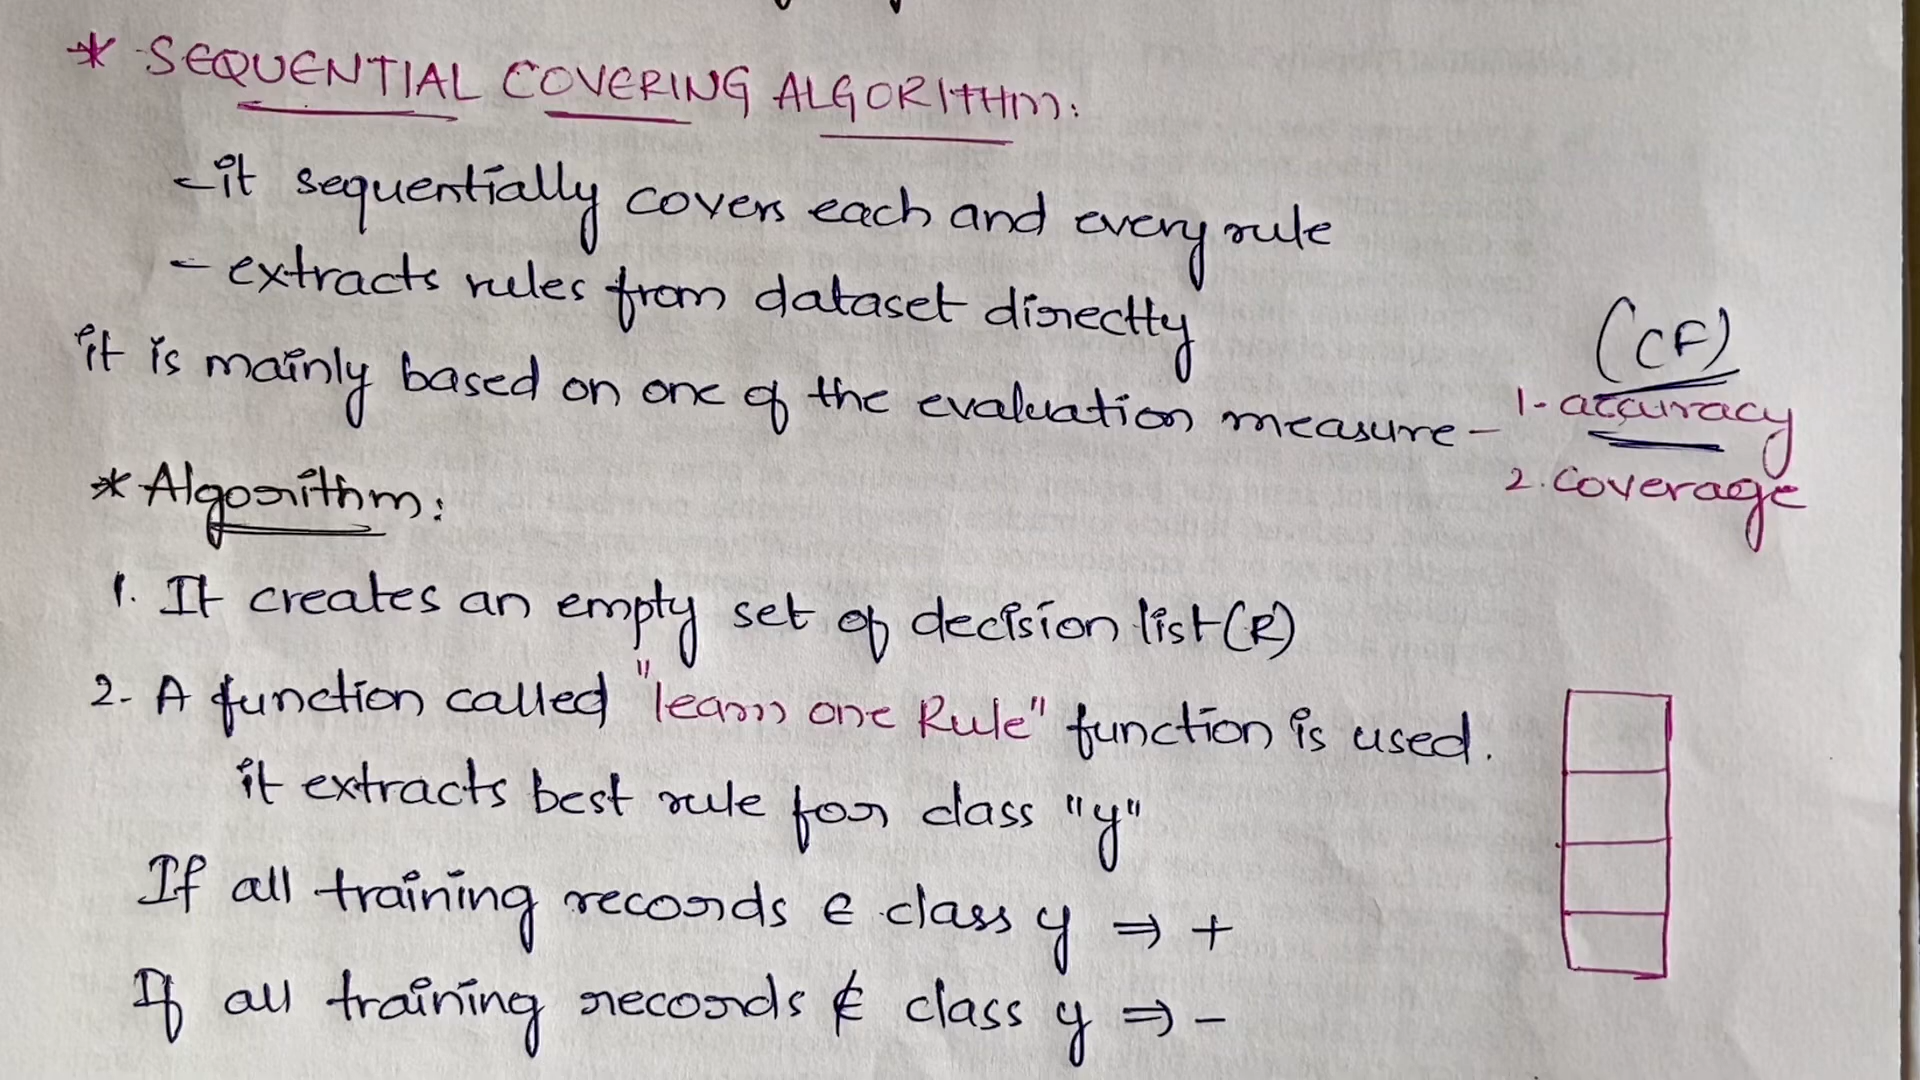 * SEQUENTIAL COVERING ALGORITHM:
- it sequentially covers each and every rule
- extracts rules from dataset directly
it is mainly based on one of the evaluation measure - 1. accuracy
(CF)
2. Coverage
* Algorithm:
1. It creates an empty set of decision list (R)
2. A function called "learn one Rule" function is used.
it extracts best rule for class "y"
If all training records ∈ class y ⇒ +
If all training records ∉ class y ⇒ -